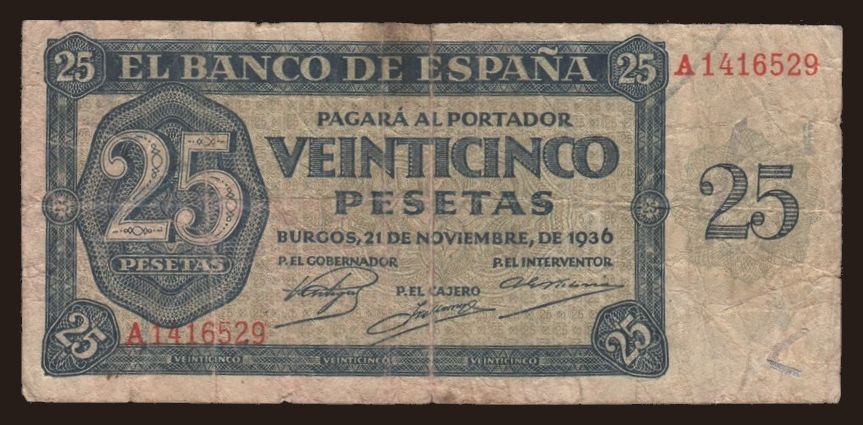 25 EL BANCO DE ESPAÑA 25 A1416529
PAGARÁ AL PORTADOR
25 VEINTICINCO 25
PESETAS
PESETAS
BURGOS, 21 DE NOVIEMBRE, DE 1936
P. EL GOBERNADOR P. EL INTERVENTOR
P. EL CAJERO
A1416529
25 VEINTICINCO VEINTICINCO VEINTICINCO 25